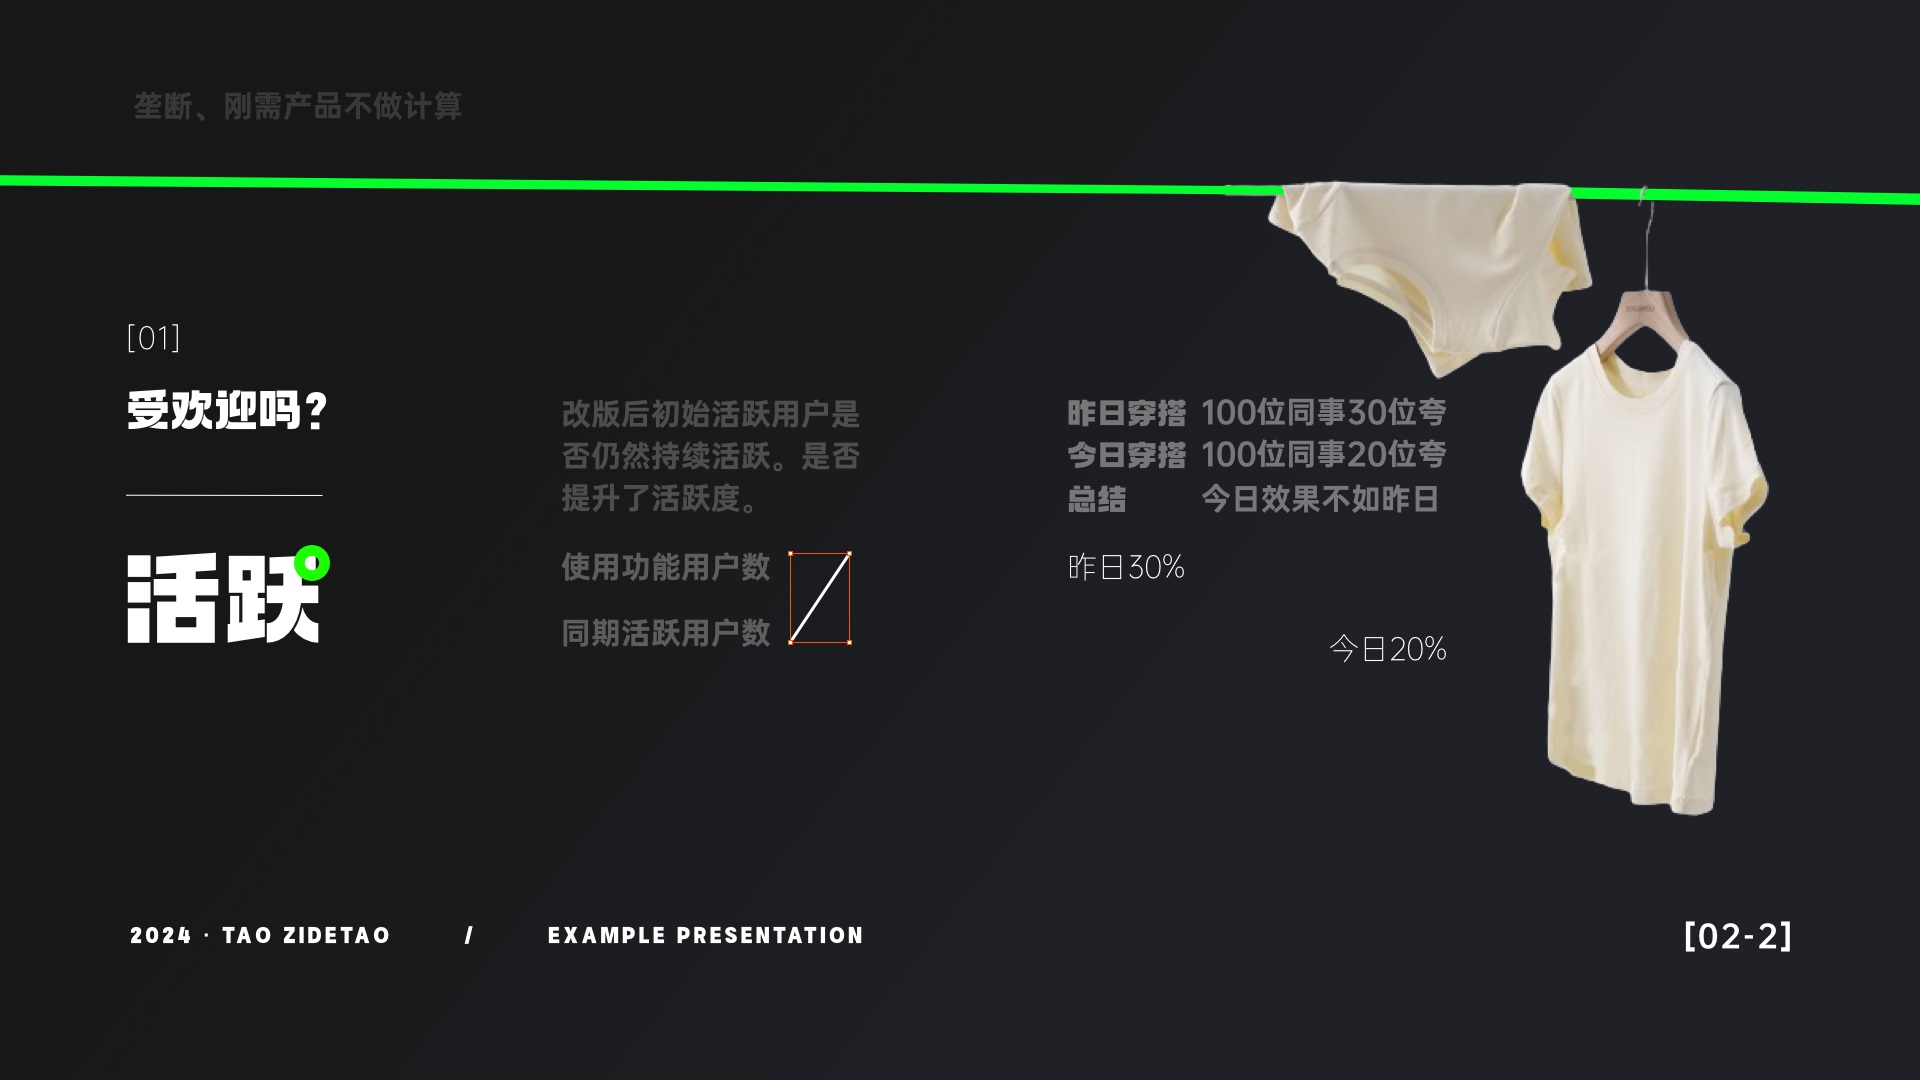 垄断、刚需产品不做计算
[01]
受欢迎吗?
活跃
改版后初始活跃用户是
否仍然持续活跃。是否
提升了活跃度。
使用功能用户数
同期活跃用户数
昨日穿搭 100位同事30位夸
今日穿搭 100位同事20位夸
总结 今日效果不如昨日
昨日30%
今日20%
2024 · TAO ZIDETAO / EXAMPLE PRESENTATION
[02-2]